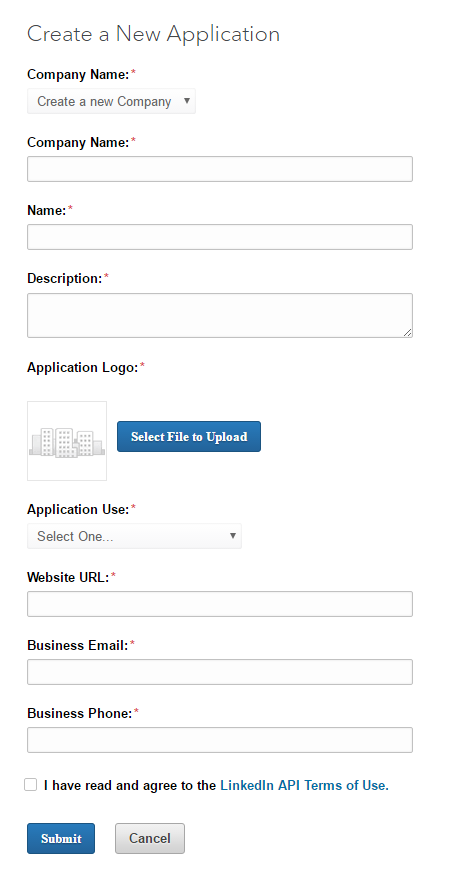 Create a New Application
Company Name:*
Create a new Company
Company Name:*
Name:*
Description:*
Application Logo:*
Select File to Upload
Application Use:*
Select One...
Website URL:*
Business Email:*
Business Phone:*
I have read and agree to the LinkedIn API Terms of Use.
Submit Cancel